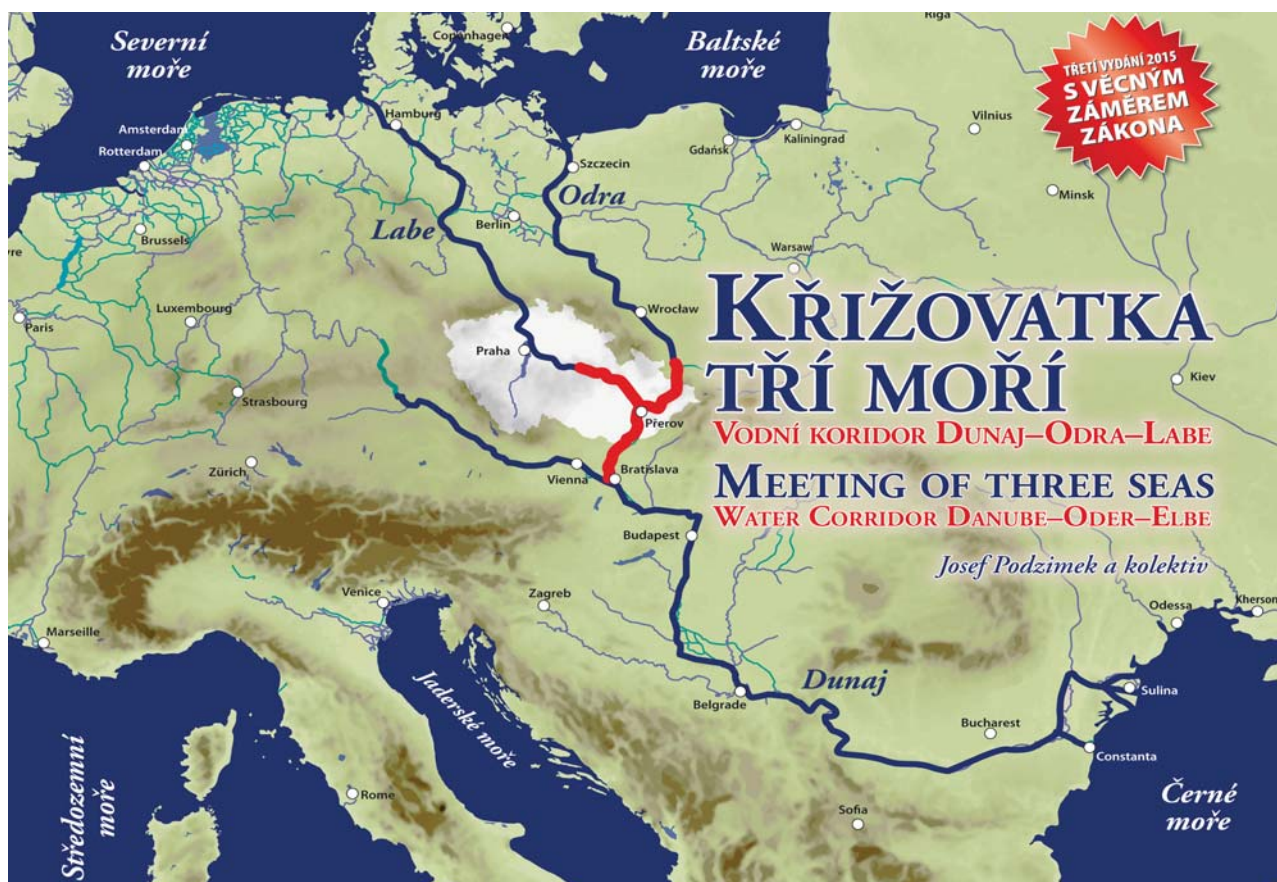 Severní
moře
Copenhagen
Baltské
moře
Riga
TŘETÍ VYDÁNÍ 2015
S VĚCNÝM
ZÁMĚREM
ZÁKONA
Vilnius
Hamburg
Amsterdam
Rotterdam
Gdańsk
Kaliningrad
Szczecin
Odra
Minsk
Labe
Berlin
Brussels
Warsaw
Luxembourg
Paris
Wrocław
KŘIŽOVATKA
TŘÍ MOŘÍ
Praha
Kiev
Strasbourg
Přerov
VODNÍ KORIDOR DUNAJ–ODRA–LABE
Zürich
Vienna
Bratislava
MEETING OF THREE SEAS
WATER CORRIDOR DANUBE–ODER–ELBE
Budapest
Josef Podzimek a kolektiv
Venice
Zagreb
Odessa
Kherson
Marseille
Jaderské moře
Dunaj
Belgrade
Sulina
Bucharest
Constanta
Středozemní
moře
Rome
Sofia
Černé
moře